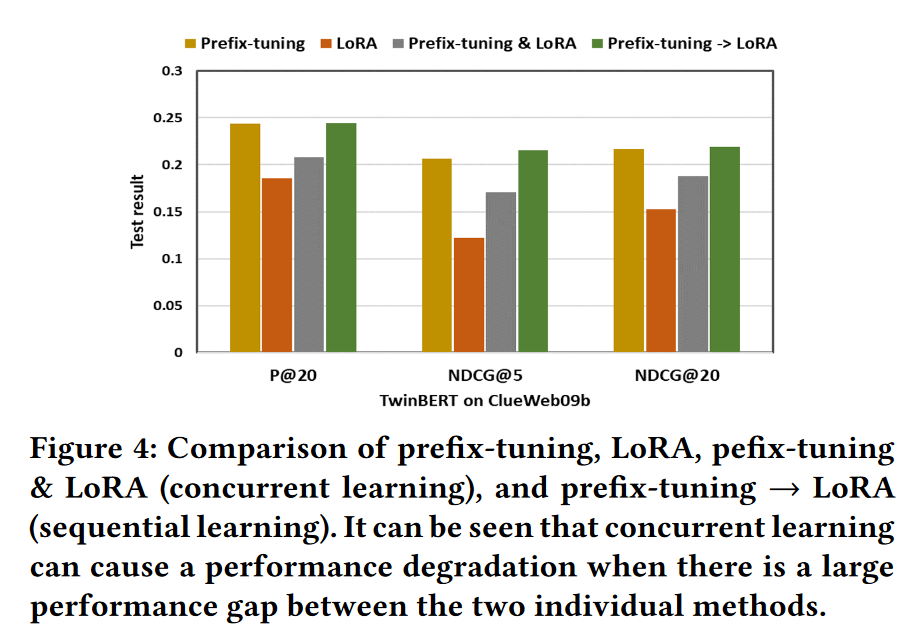 Prefix-tuning LoRA Prefix-tuning & LoRA Prefix-tuning -> LoRA
0.3
0.25
0.2
0.15
0.1
0.05
0
Test result
P@20 NDCG@5 NDCG@20
TwinBERT on ClueWeb09b
Figure 4: Comparison of prefix-tuning, LoRA, pefix-tuning
& LoRA (concurrent learning), and prefix-tuning → LoRA
(sequential learning). It can be seen that concurrent learning
can cause a performance degradation when there is a large
performance gap between the two individual methods.